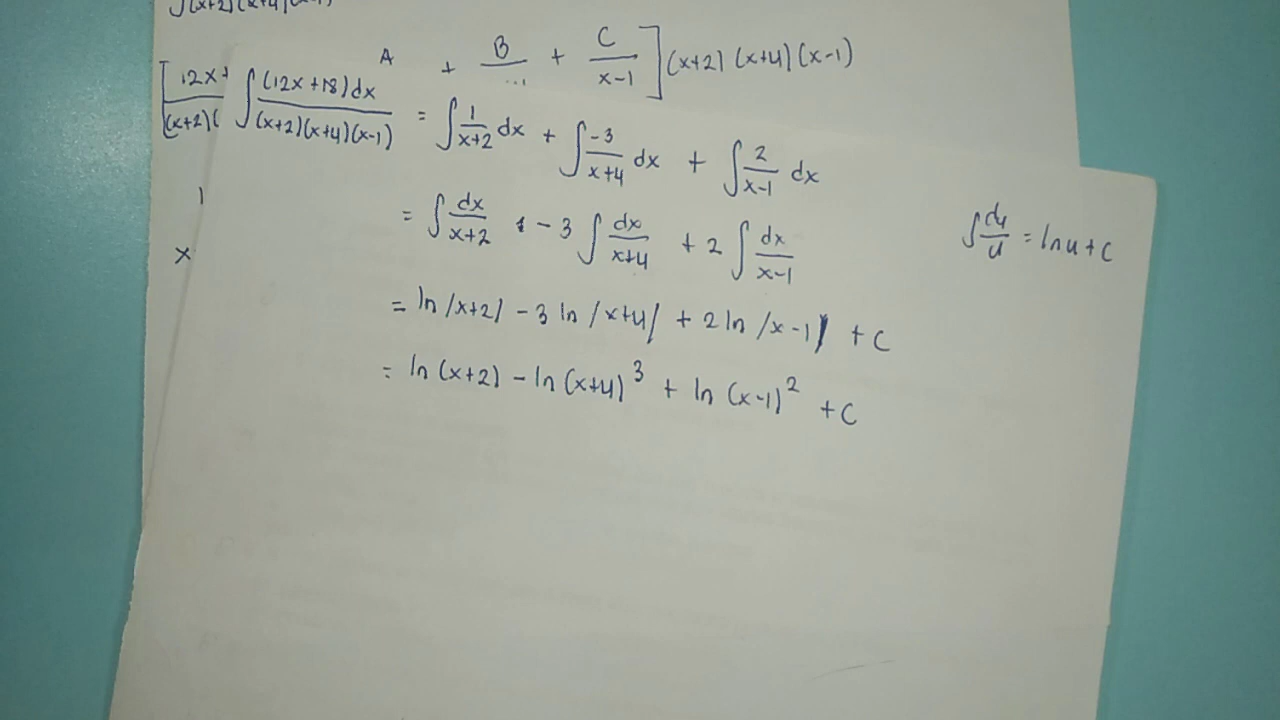 A + B/... + C/(x-1) ] (x+2) (x+4) (x-1)
[ 12x+
(x+2)(
∫ (12x+18)dx / (x+2)(x+4)(x-1) = ∫ 1/(x+2) dx + ∫ -3/(x+4) dx + ∫ 2/(x-1) dx
= ∫ dx/(x+2) - 3 ∫ dx/(x+4) + 2 ∫ dx/(x-1)
∫ du/u = ln u + C
x
= ln /x+2/ - 3 ln /x+4/ + 2 ln /x-1/ + C
= ln (x+2) - ln (x+4)³ + ln (x-1)² + C